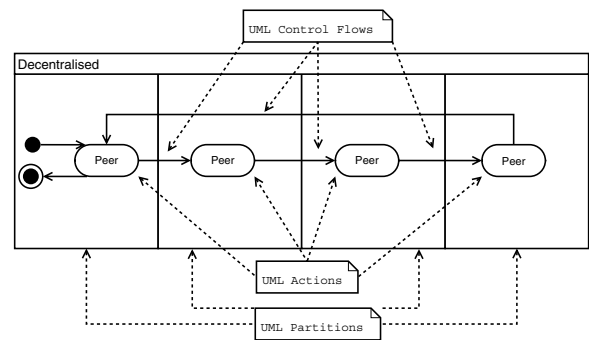 UML Control Flows
Decentralised
Peer
Peer
Peer
Peer
UML Actions
UML Partitions